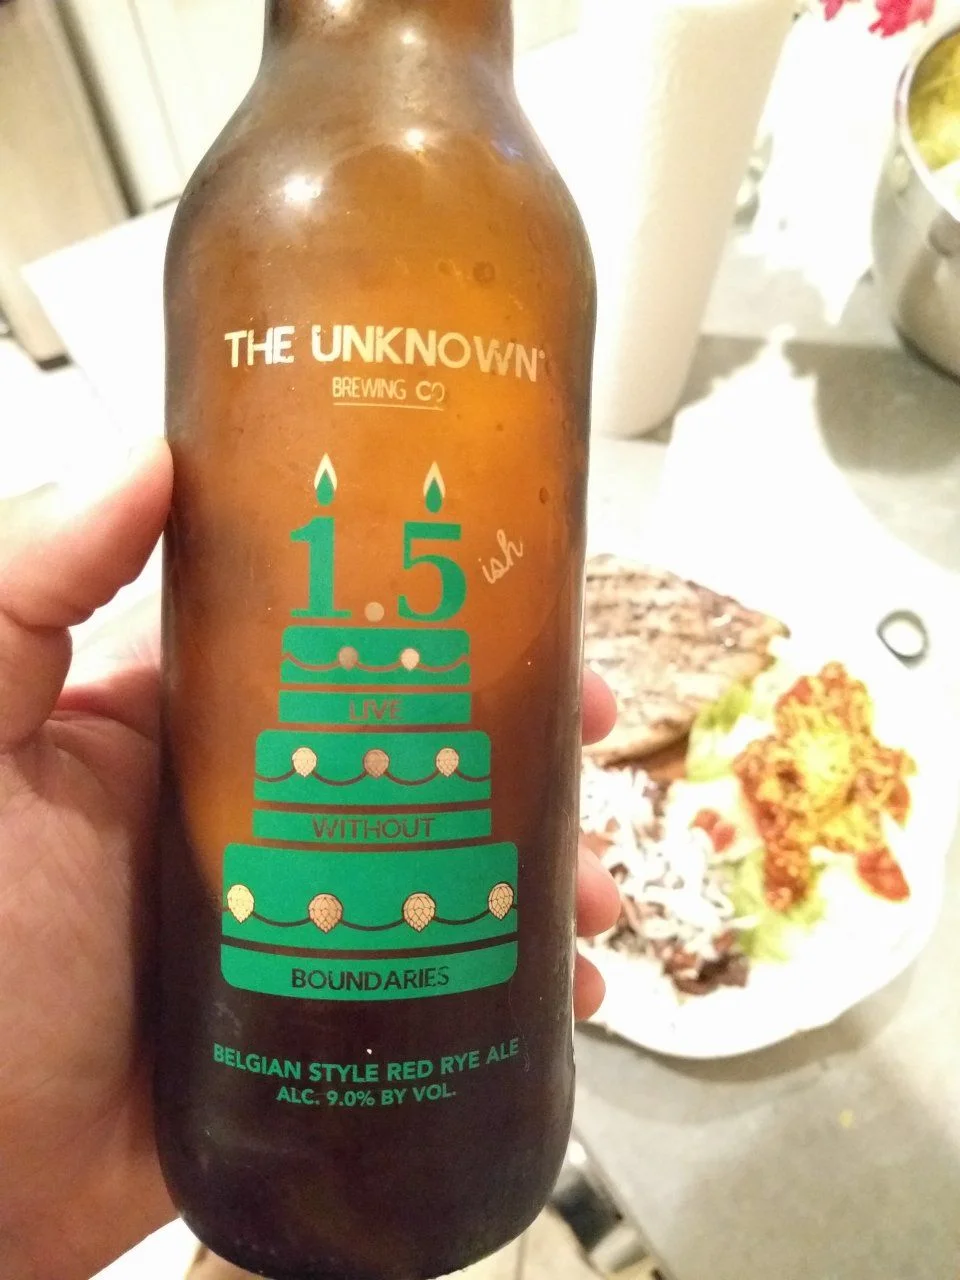 THE UNKNOWN
BREWING CO
1.5 ish
LIVE
WITHOUT
BOUNDARIES
BELGIAN STYLE RED RYE ALE
ALC. 9.0% BY VOL.